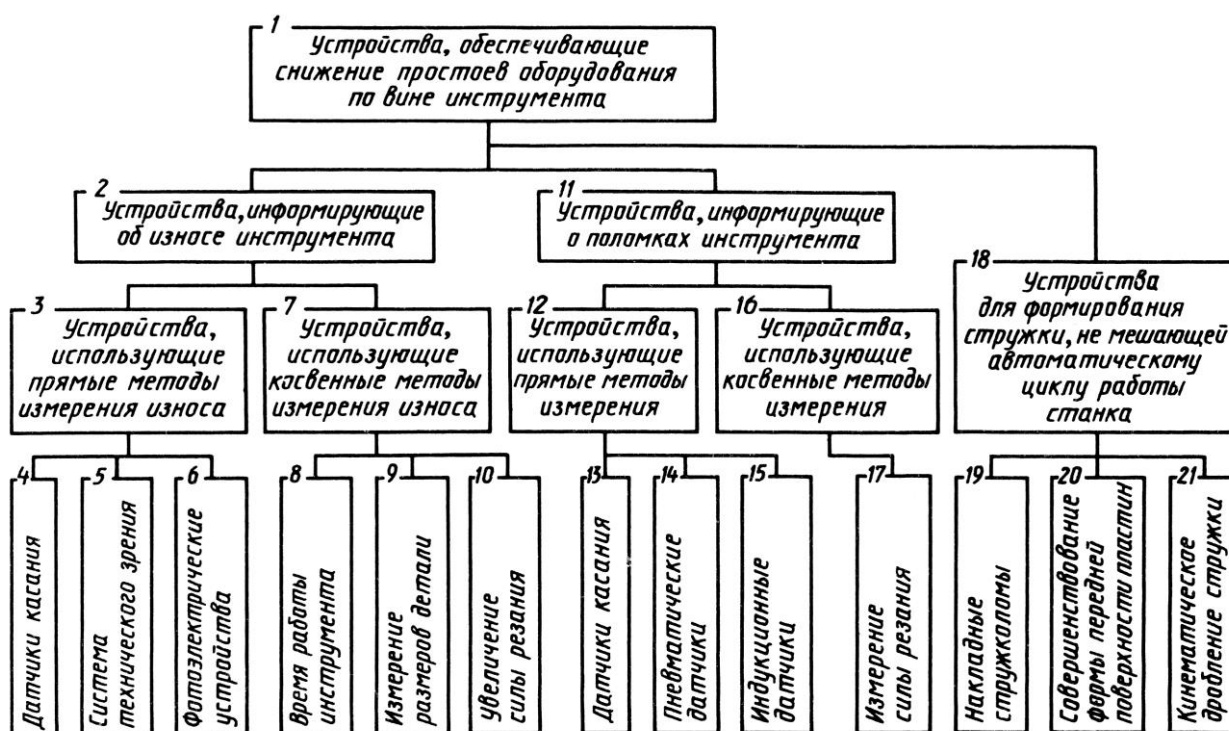 1
Устройства, обеспечивающие
снижение простоев оборудования
по вине инструмента
2
Устройства, информирующие
об износе инструмента
11
Устройства, информирующие
о поломках инструмента
18
Устройства
для формирования
стружки, не мешающей
автоматическому
циклу работы
станка
3
Устройства,
использующие
прямые методы
измерения износа
7
Устройства,
использующие
косвенные методы
измерения износа
12
Устройства,
использующие
прямые методы
измерения
16
Устройства,
использующие
косвенные методы
измерения
4
Датчики касания
5
Система
технического зрения
6
Фотоэлектрические
устройства
8
Время работы
инструмента
9
Измерение
размеров детали
10
Увеличение
силы резания
13
Датчики касания
14
Пневматические
датчики
15
Индукционные
датчики
17
Измерение
силы резания
19
Накладные
стружколомы
20
Совершенствование
формы передней
поверхности пластин
21
Кинематическое
дробление стружки